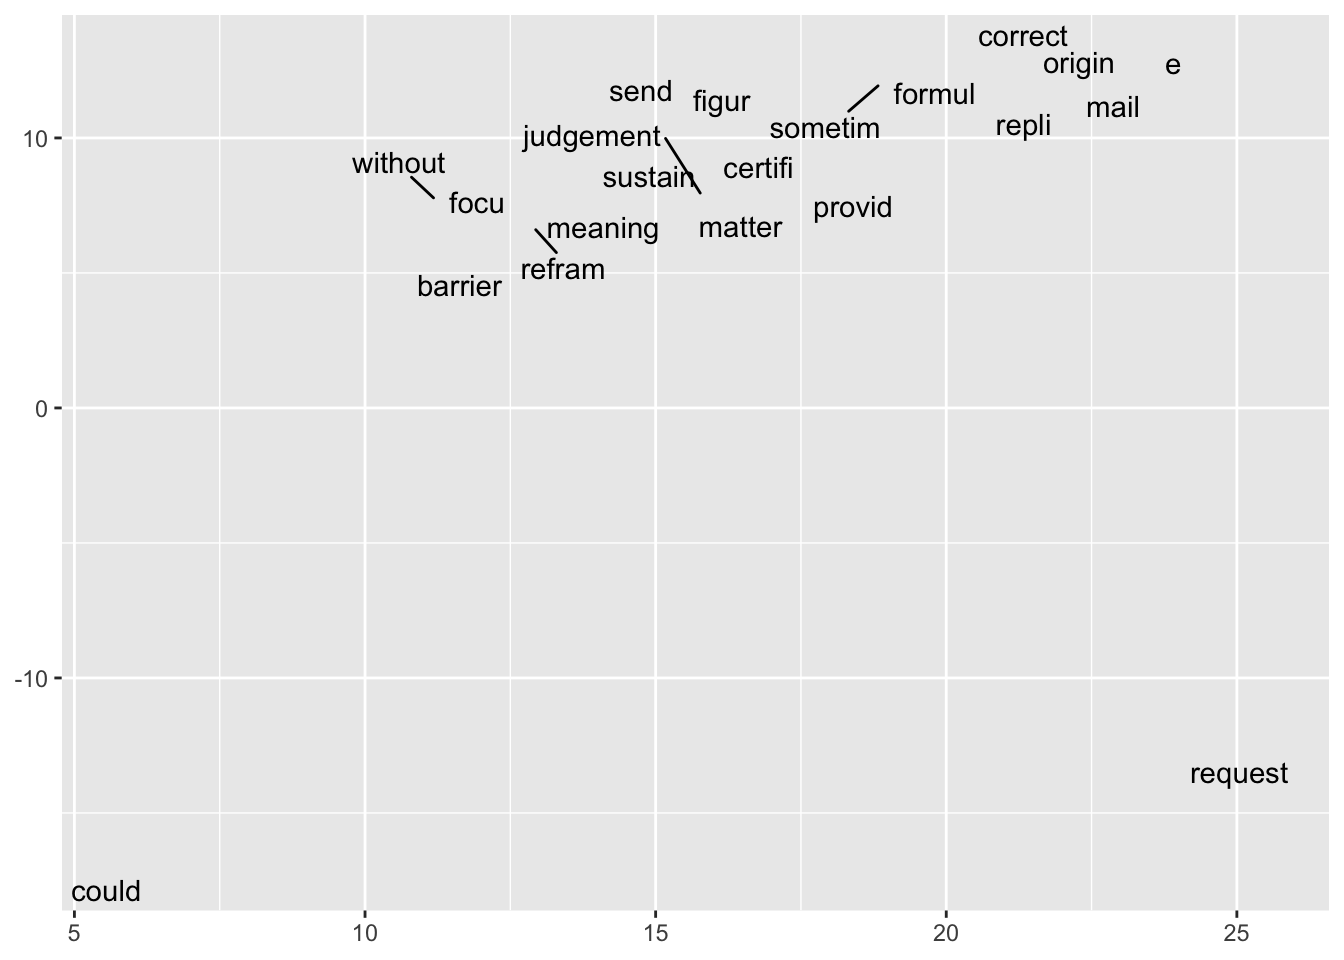 correct
origin
e
send
figur
formul
mail
sometim
repli
judgement
10
without
certifi
sustain
focu
provid
meaning
matter
refram
barrier
0
-10
request
could
5
10
15
20
25